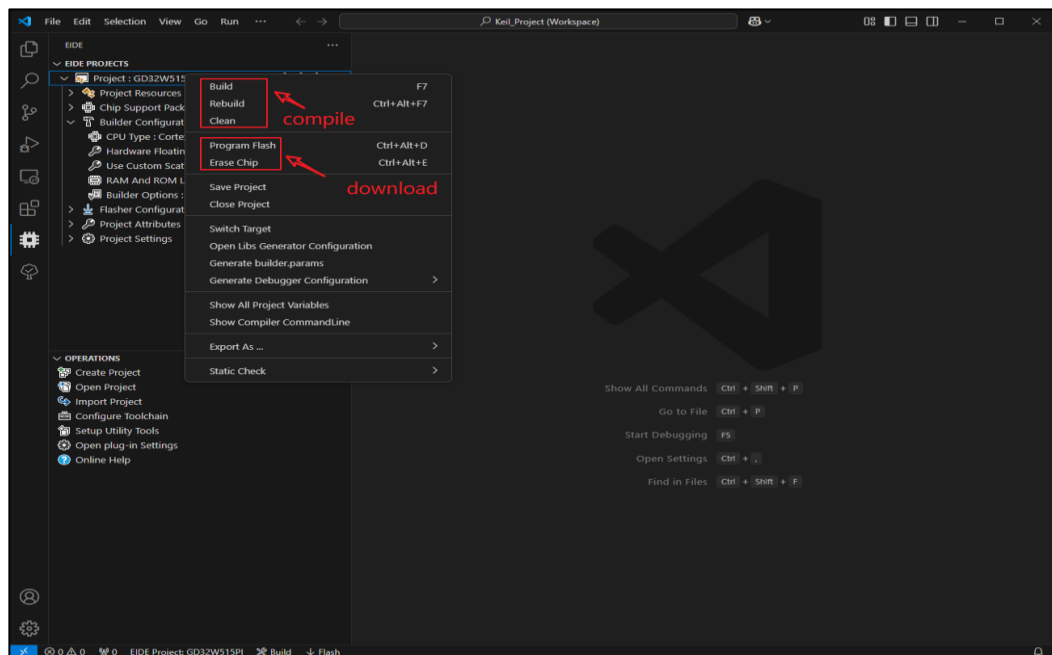 File Edit Selection View Go Run ··· Keil_Project (Workspace)
EIDE ···
EIDE PROJECTS
Project : GD32W515
Project Resources
Chip Support Pack
Builder Configurat
CPU Type : Corte
Hardware Floatin
Use Custom Scat
RAM And ROM L
Builder Options :
Flasher Configurat
Project Attributes
Project Settings
Build F7
Rebuild Ctrl+Alt+F7
Clean
compile
Program Flash Ctrl+Alt+D
Erase Chip Ctrl+Alt+E
download
Save Project
Close Project
Switch Target
Open Libs Generator Configuration
Generate builder.params
Generate Debugger Configuration
Show All Project Variables
Show Compiler CommandLine
Export As ...
Static Check
OPERATIONS
Create Project
Open Project
Import Project
Configure Toolchain
Setup Utility Tools
Open plug-in Settings
Online Help
Show All Commands Ctrl + Shift + P
Go to File Ctrl + P
Start Debugging F5
Open Settings Ctrl + ,
Find in Files Ctrl + Shift + F
0 0 0 EIDE Project: GD32W515PI Build Flash